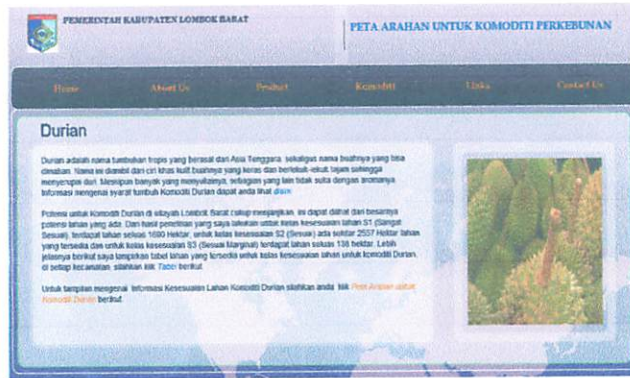 PEMERINTAH KABUPATEN LOMBOK BARAT
PETA ARAHAN UNTUK KOMODITI PERKEBUNAN
Home About Us Product Komoditi Links Contact Us
Durian
Durian adalah nama tumbuhan tropis yang berasal dari Asia Tenggara, sekaligus nama buahnya yang bisa
dimakan. Nama ini diambil dari ciri khas kulit buahnya yang keras dan berlekuk-lekuk tajam sehingga
menyerupai duri. Meskipun banyak yang menyukainya, sebagian yang lain tidak suka dengan aromanya.
Informasi mengenai syarat tumbuh Komoditi Durian dapat anda lihat disini
Potensi untuk Komoditi Durian di wilayah Lombok Barat cukup menjanjikan, ini dapat dilihat dari besarnya
potensi lahan yang ada. Dari hasil penelitian yang saya lakukan untuk kelas kesesuaian lahan S1 (Sangat
Sesuai), terdapat lahan seluas 1690 Hektar, untuk kelas kesesuaian S2 (Sesuai) ada sekitar 2557 Hektar lahan
yang tersedia dan untuk kelas kesesuaian S3 (Sesuai Marginal) terdapat lahan seluas 138 hektar. Lebih
jelasnya berikut saya lampirkan tabel lahan yang tersedia untuk kelas kesesuaian lahan untuk komoditi Durian,
di setiap kecamatan. silahkan klik Tabel berikut.
Untuk tampilan mengenai Informasi Kesesuaian Lahan Komoditi Durian silahkan anda klik Peta Arahan untuk
Komoditi Durian berikut.